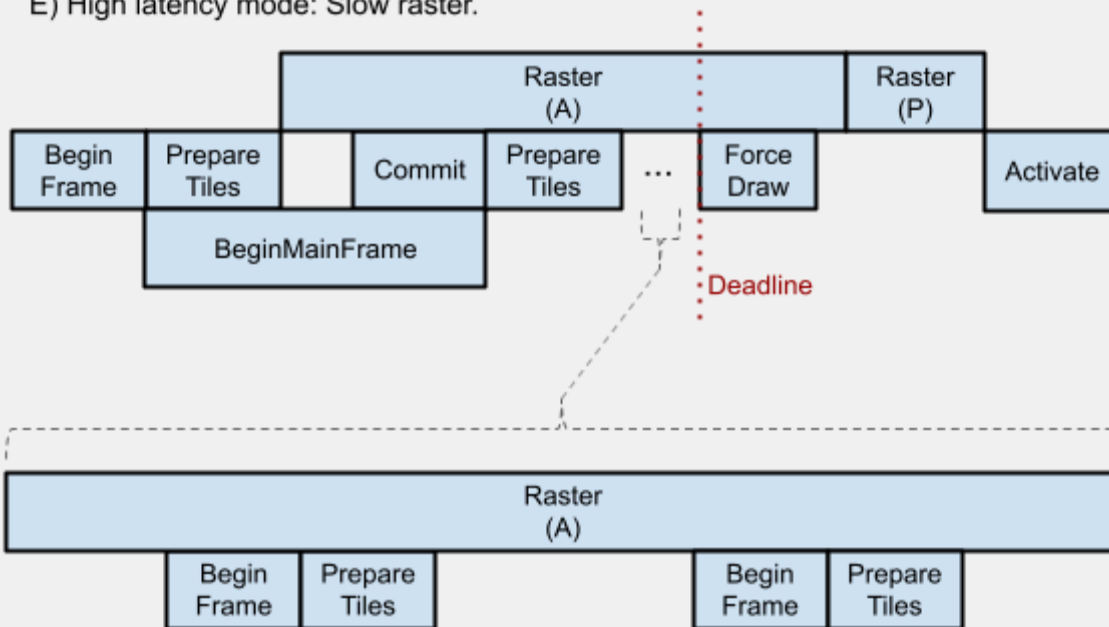 E) High latency mode: Slow raster.
Raster
(A)
Raster
(P)
Begin
Frame
Prepare
Tiles
Commit
Prepare
Tiles
...
Force
Draw
Activate
BeginMainFrame
Deadline
Raster
(A)
Begin
Frame
Prepare
Tiles
Begin
Frame
Prepare
Tiles